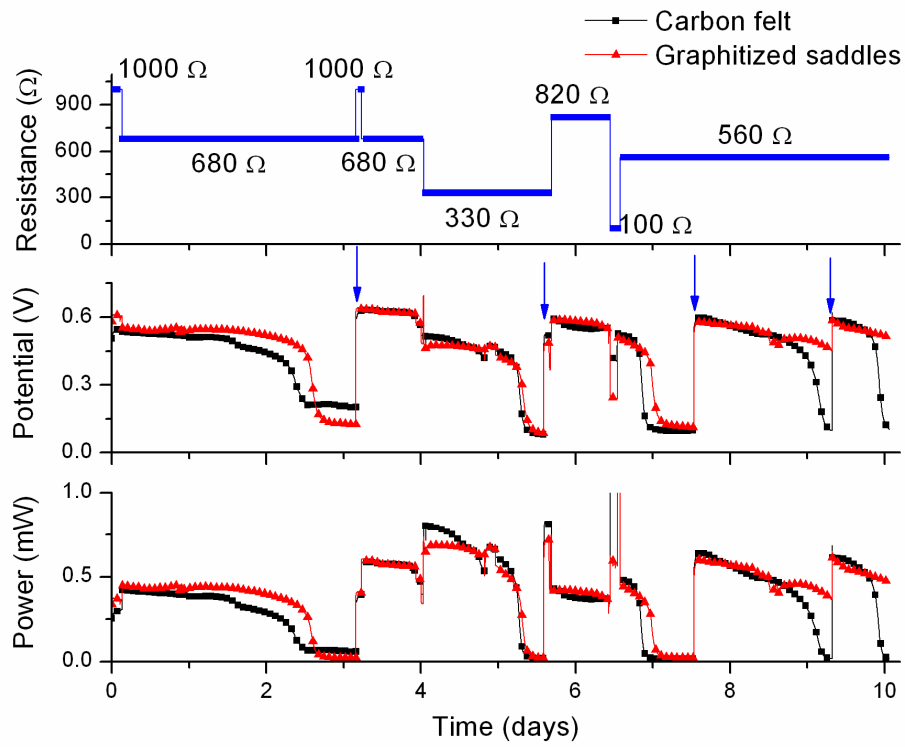 Carbon felt
Graphitized saddles
1000 Ω
1000 Ω
820 Ω
680 Ω
680 Ω
560 Ω
330 Ω
100 Ω
Resistance (Ω)
900
600
300
0
Potential (V)
0.6
0.3
0.0
Power (mW)
1.0
0.5
0.0
0
2
4
6
8
10
Time (days)